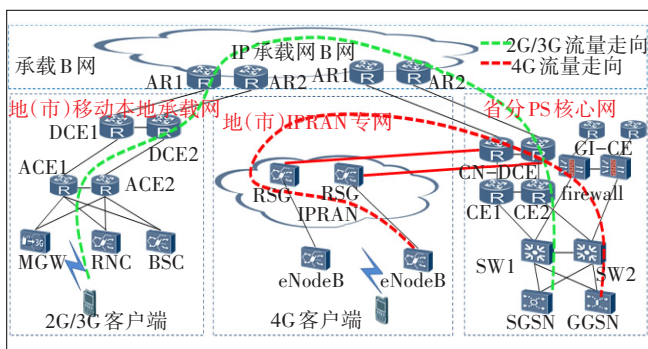 承载B网
IP承载网B网
AR1
AR2
AR1
AR2
2G/3G流量走向
4G流量走向
地(市)移动本地承载网
地(市)IPRAN专网
省分PS核心网
DCE1
DCE2
ACE1
ACE2
MGW
RNC
BSC
2G/3G客户端
RSG
RSG
IPRAN
eNodeB
eNodeB
4G客户端
GI-CE
CN-DCE
firewall
CE1
CE2
SW1
SW2
SGSN
GGSN